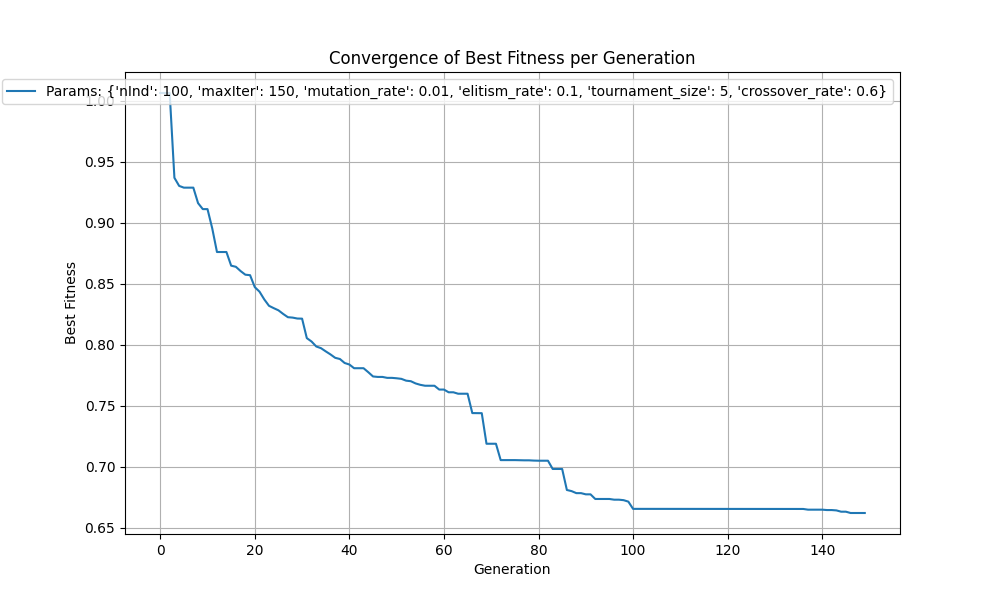 Convergence of Best Fitness per Generation
Params: {'nInd': 100, 'maxIter': 150, 'mutation_rate': 0.01, 'elitism_rate': 0.1, 'tournament_size': 5, 'crossover_rate': 0.6}
1.00
0.95
0.90
0.85
0.80
0.75
0.70
0.65
Best Fitness
0 20 40 60 80 100 120 140
Generation